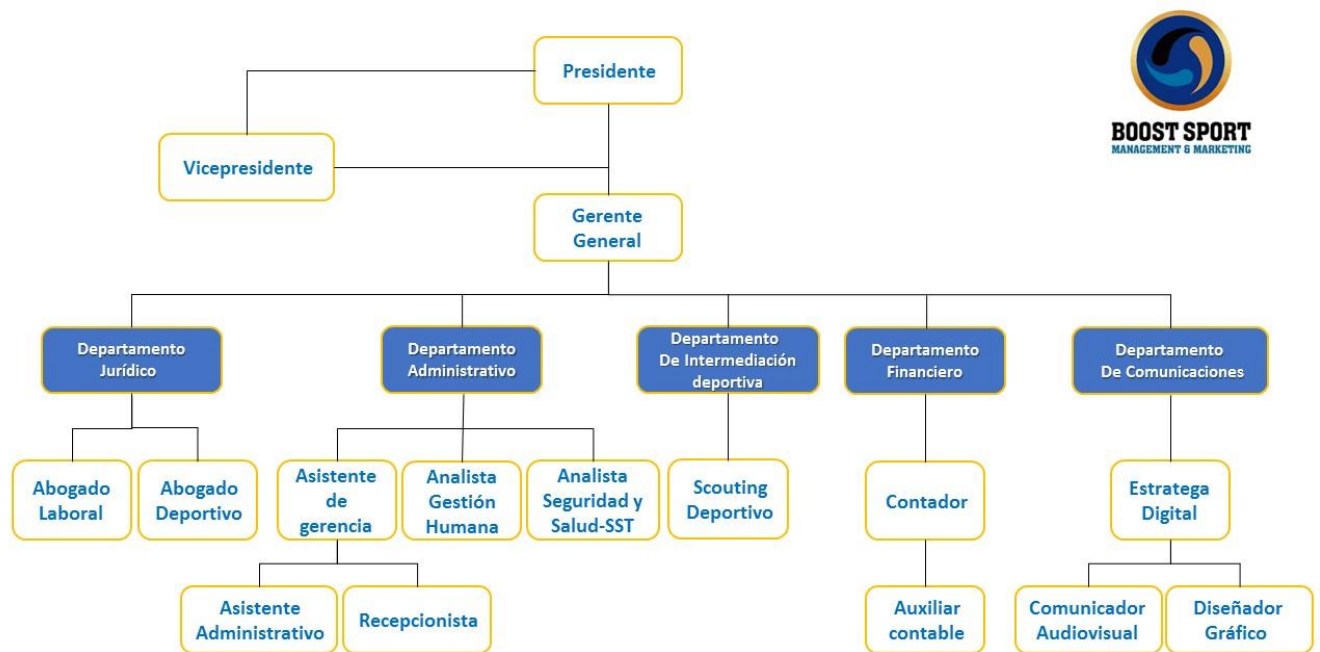 Presidente
BOOST SPORT
MANAGEMENT & MARKETING
Vicepresidente
Gerente
General
Departamento
Jurídico
Departamento
Administrativo
Departamento
De Intermediación
deportiva
Departamento
Financiero
Departamento
De Comunicaciones
Abogado
Laboral
Abogado
Deportivo
Asistente
de
gerencia
Analista
Gestión
Humana
Analista
Seguridad y
Salud-SST
Scouting
Deportivo
Contador
Estratega
Digital
Asistente
Administrativo
Recepcionista
Auxiliar
contable
Comunicador
Audiovisual
Diseñador
Gráfico